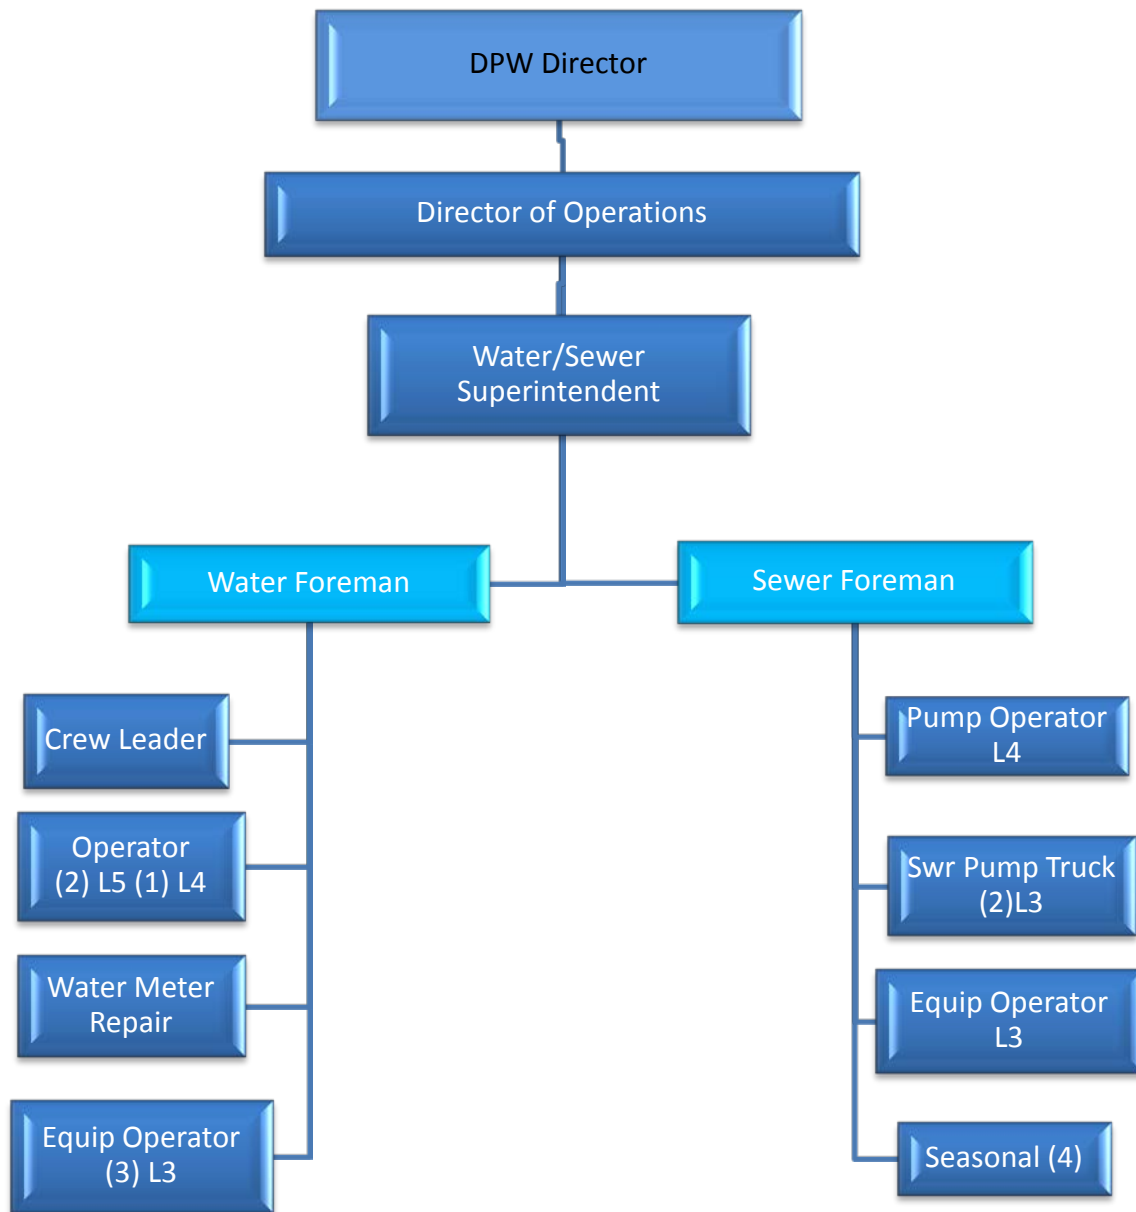 DPW Director
Director of Operations
Water/Sewer
Superintendent
Water Foreman
Sewer Foreman
Crew Leader
Operator
(2) L5 (1) L4
Water Meter
Repair
Equip Operator
(3) L3
Pump Operator
L4
Swr Pump Truck
(2)L3
Equip Operator
L3
Seasonal (4)